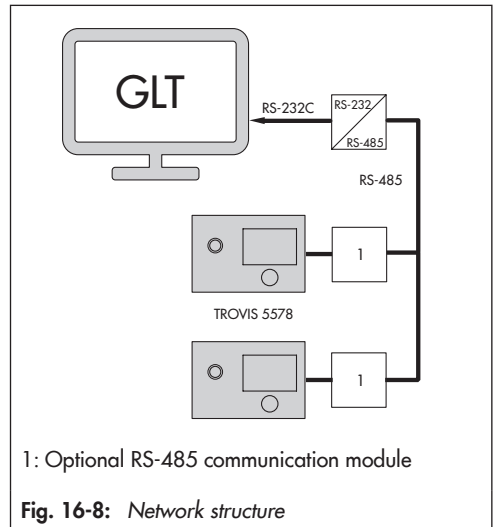 GLT
RS-232C
RS-232
RS-485
RS-485
1
TROVIS 5578
1
1: Optional RS-485 communication module
Fig. 16-8: Network structure